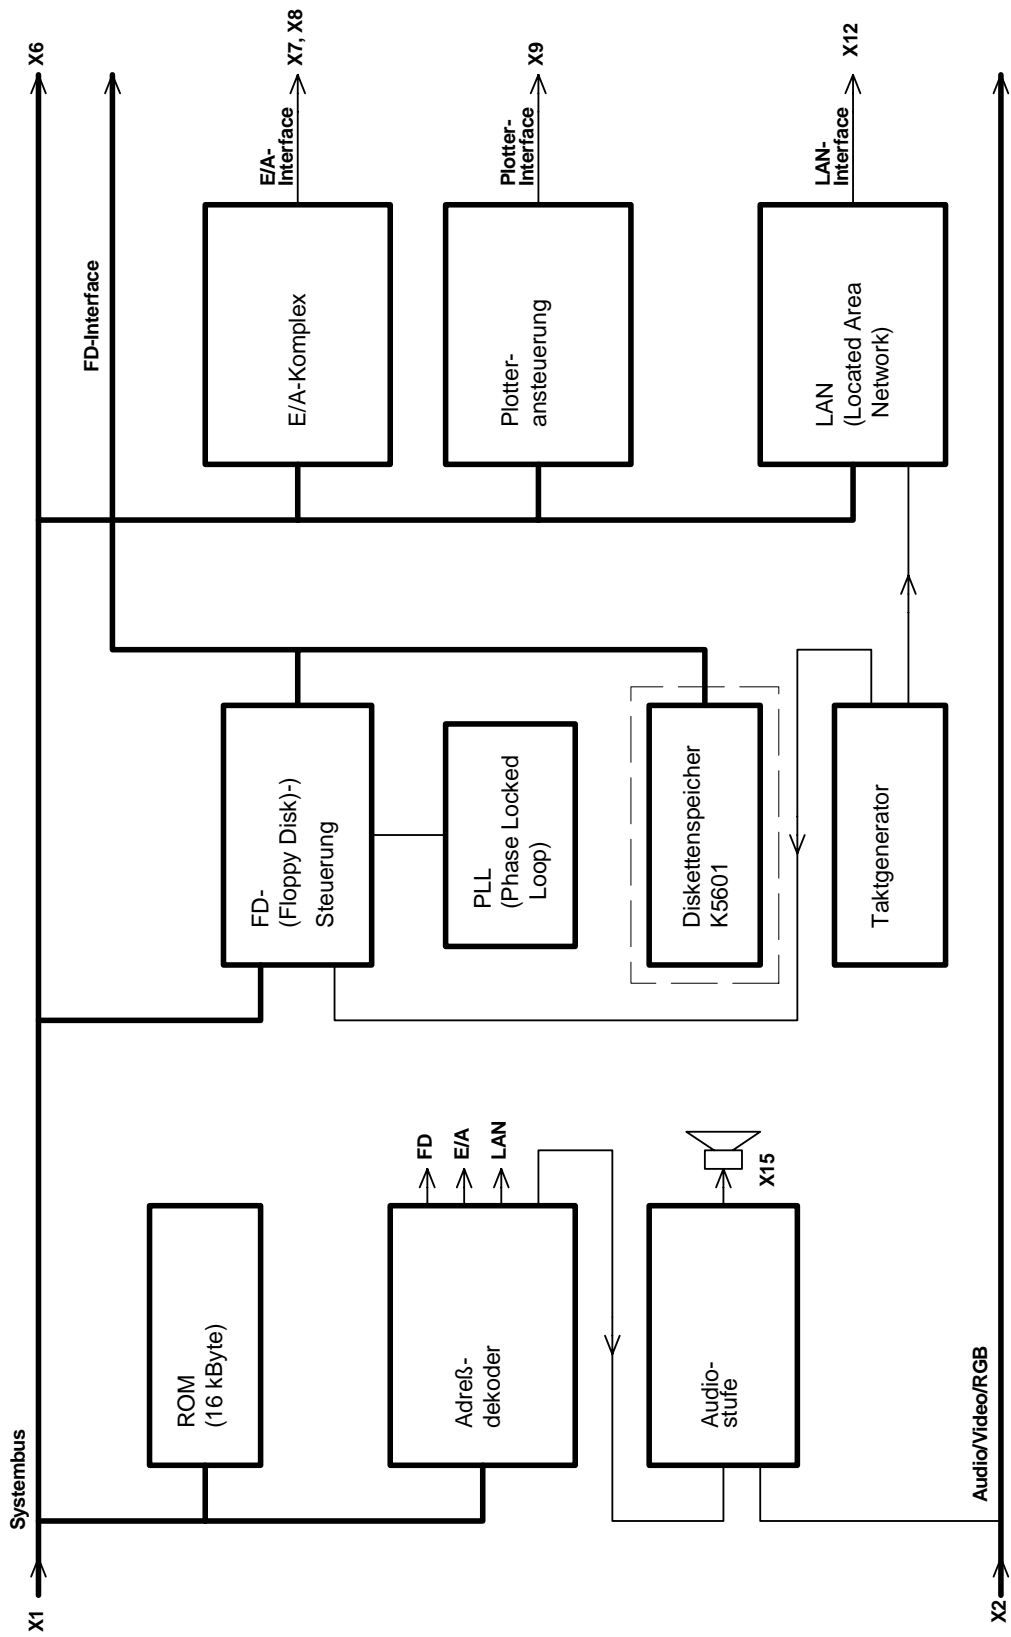 Systembus
X1
X6
FD-Interface
ROM
(16 kByte)
FD-
(Floppy Disk)-)
Steuerung
E/A-Komplex
E/A-
Interface
X7, X8
Adreß-
dekoder
FD
E/A
LAN
PLL
(Phase Locked
Loop)
Plotter-
ansteuerung
Plotter-
Interface
X9
Audio-
stufe
X15
Diskettenspeicher
K5601
Taktgenerator
LAN
(Located Area
Network)
LAN-
Interface
X12
Audio/Video/RGB
X2